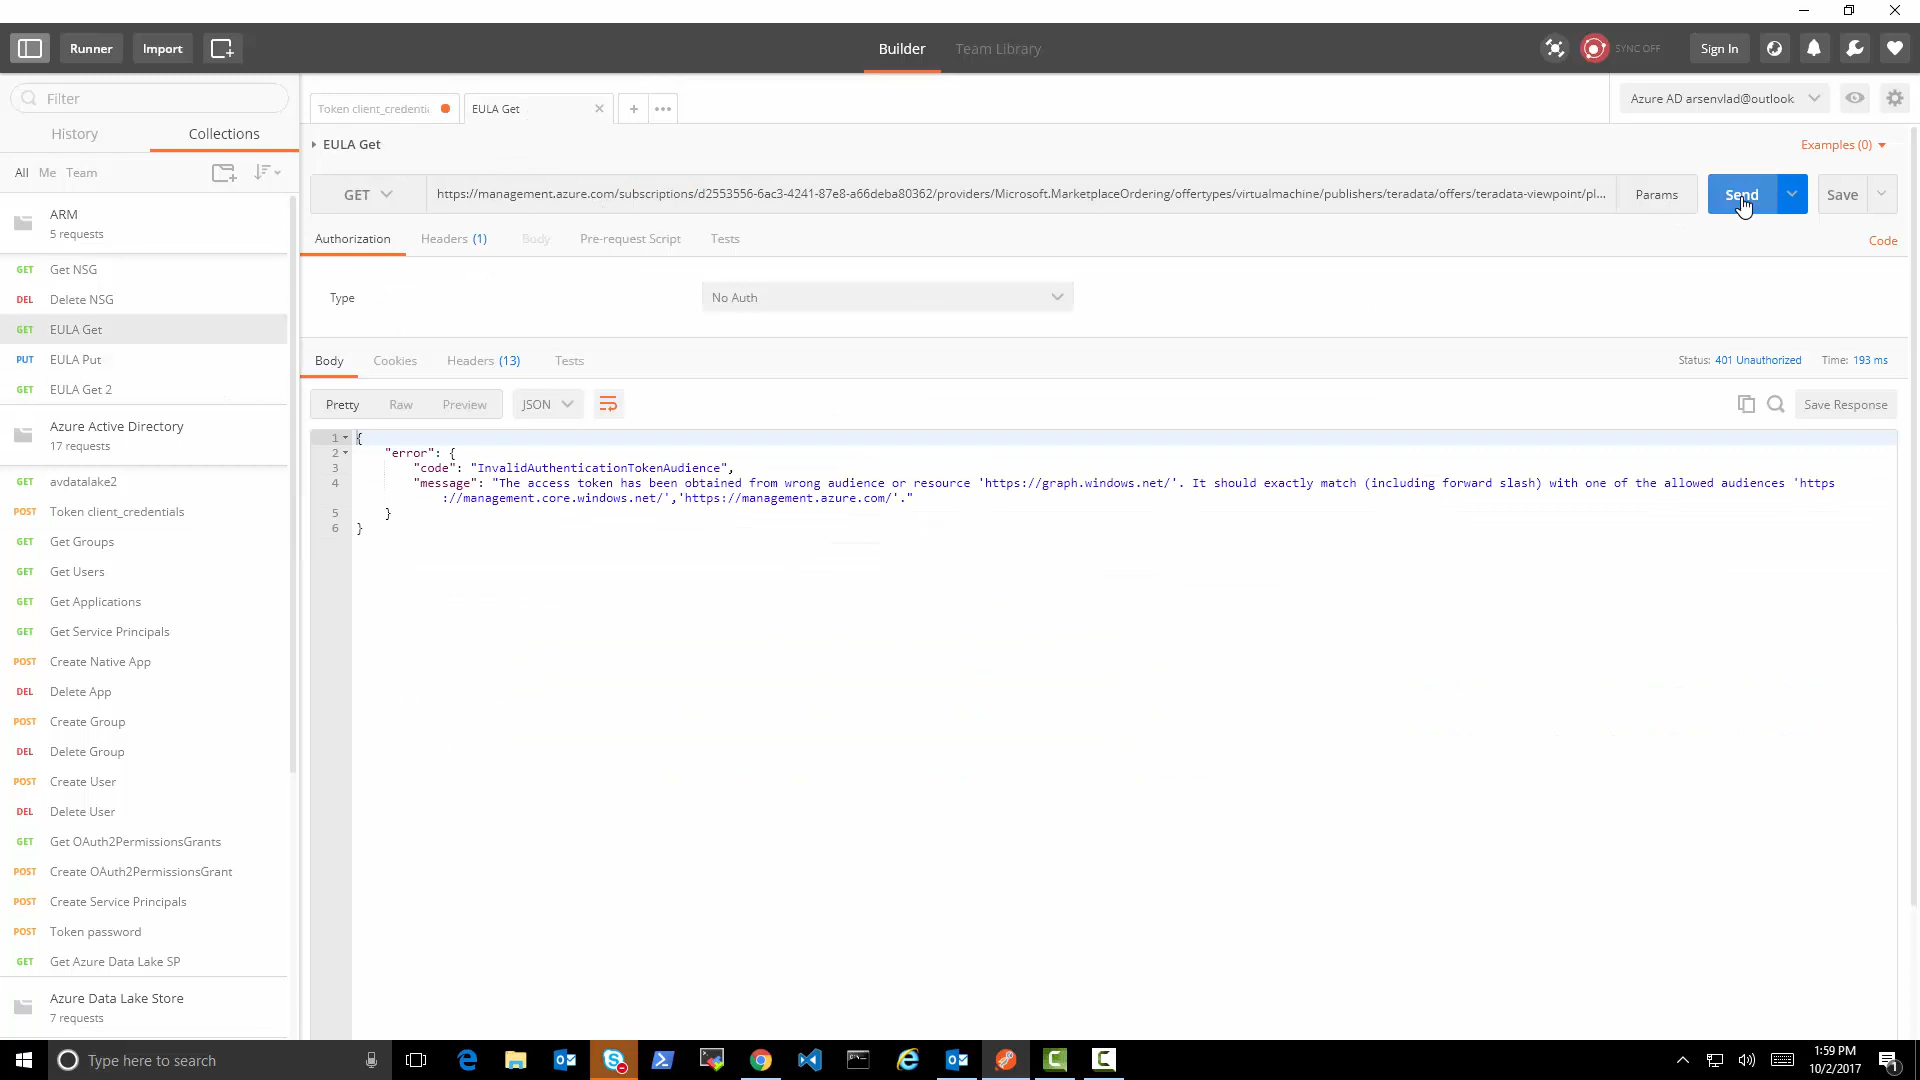 Runner
Import
Builder
Team Library
SYNC OFF
Sign In
Filter
History
Collections
All Me Team
ARM
5 requests
GET Get NSG
DEL Delete NSG
GET EULA Get
PUT EULA Put
GET EULA Get 2
Azure Active Directory
17 requests
GET avdatalake2
POST Token client_credentials
GET Get Groups
GET Get Users
GET Get Applications
GET Get Service Principals
POST Create Native App
DEL Delete App
POST Create Group
DEL Delete Group
POST Create User
DEL Delete User
GET Get OAuth2PermissionsGrants
POST Create OAuth2PermissionsGrant
POST Create Service Principals
POST Token password
GET Get Azure Data Lake SP
Azure Data Lake Store
7 requests
Token client_credentia
EULA Get
Azure AD arsenvlad@outlook
EULA Get
Examples (0)
GET
https://management.azure.com/subscriptions/d2553556-6ac3-4241-87e8-a66deba80362/providers/Microsoft.MarketplaceOrdering/offertypes/virtualmachine/publishers/teradata/offers/teradata-viewpoint/pl...
Params
Send
Save
Authorization
Headers (1)
Body
Pre-request Script
Tests
Code
Type
No Auth
Body
Cookies
Headers (13)
Tests
Status: 401 Unauthorized
Time: 193 ms
Pretty
Raw
Preview
JSON
Save Response
1 {
2 "error": {
3 "code": "InvalidAuthenticationTokenAudience",
4 "message": "The access token has been obtained from wrong audience or resource 'https://graph.windows.net/'. It should exactly match (including forward slash) with one of the allowed audiences 'https
://management.core.windows.net/','https://management.azure.com/'."
5 }
6 }
Type here to search
1:59 PM
10/2/2017
1